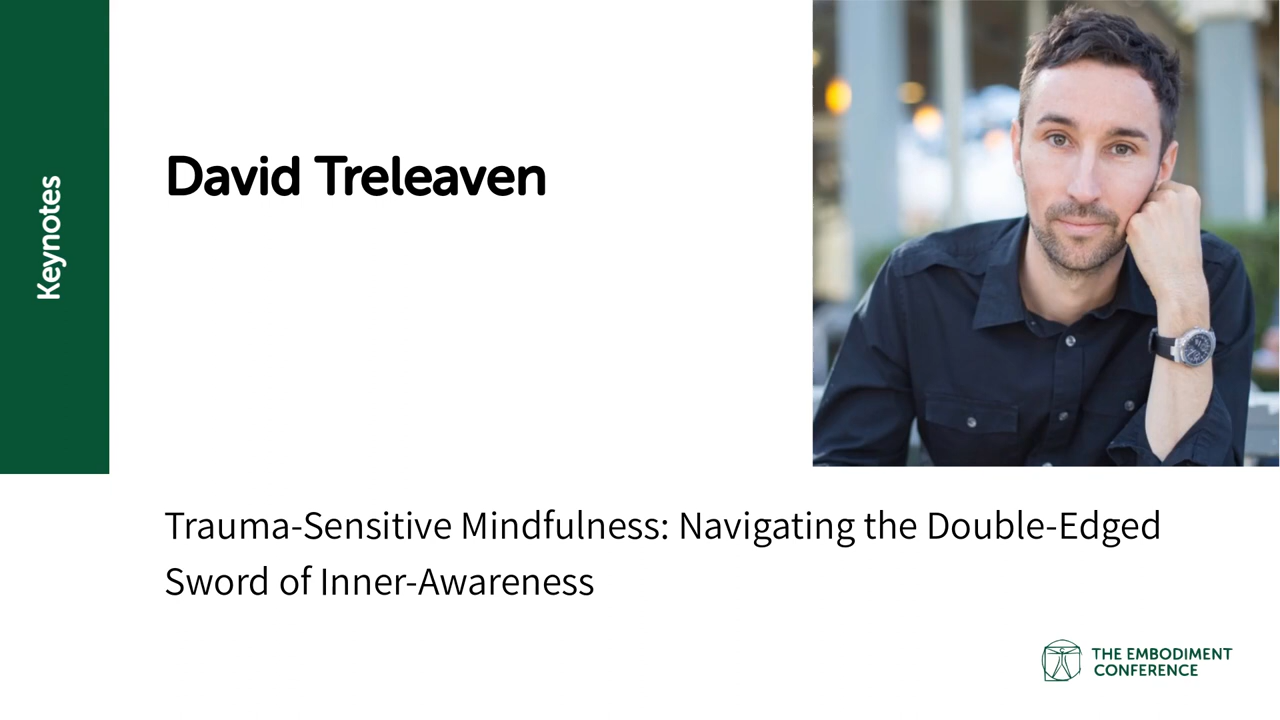 Keynotes
David Treleaven
Trauma-Sensitive Mindfulness: Navigating the Double-Edged
Sword of Inner-Awareness
THE EMBODIMENT
CONFERENCE